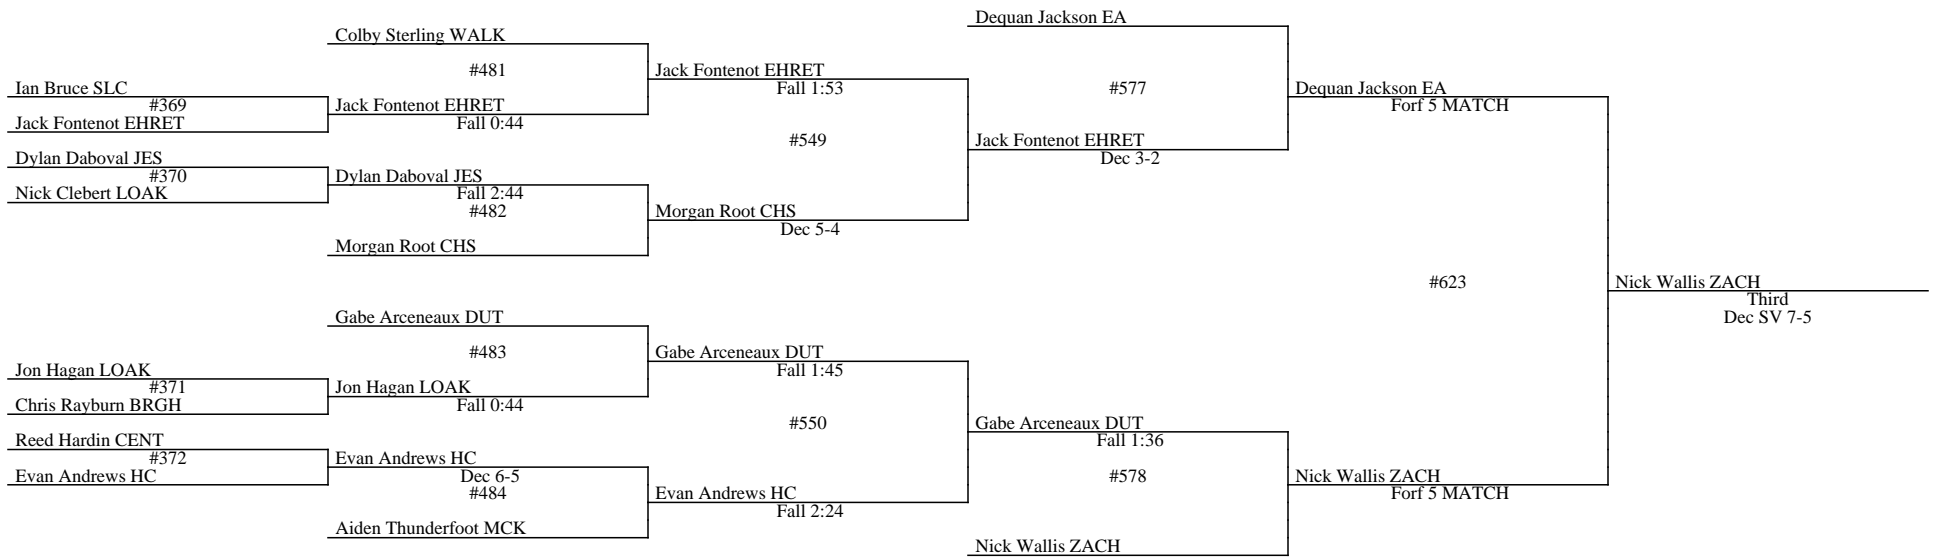 Dequan Jackson EA
Colby Sterling WALK
#481
Jack Fontenot EHRET
Fall 1:53
#577
Ian Bruce SLC
#369
Jack Fontenot EHRET
Jack Fontenot EHRET
Fall 0:44
Dequan Jackson EA
Forf 5 MATCH
#549
Jack Fontenot EHRET
Dec 3-2
Dylan Daboval JES
#370
Nick Clebert LOAK
Dylan Daboval JES
Fall 2:44
#482
Morgan Root CHS
Dec 5-4
Morgan Root CHS
#623
Nick Wallis ZACH
Third
Dec SV 7-5
Gabe Arceneaux DUT
#483
Gabe Arceneaux DUT
Fall 1:45
Jon Hagan LOAK
#371
Chris Rayburn BRGH
Jon Hagan LOAK
Fall 0:44
#550
Gabe Arceneaux DUT
Fall 1:36
Reed Hardin CENT
#372
Evan Andrews HC
Evan Andrews HC
Dec 6-5
#484
Evan Andrews HC
Fall 2:24
#578
Nick Wallis ZACH
Forf 5 MATCH
Aiden Thunderfoot MCK
Nick Wallis ZACH